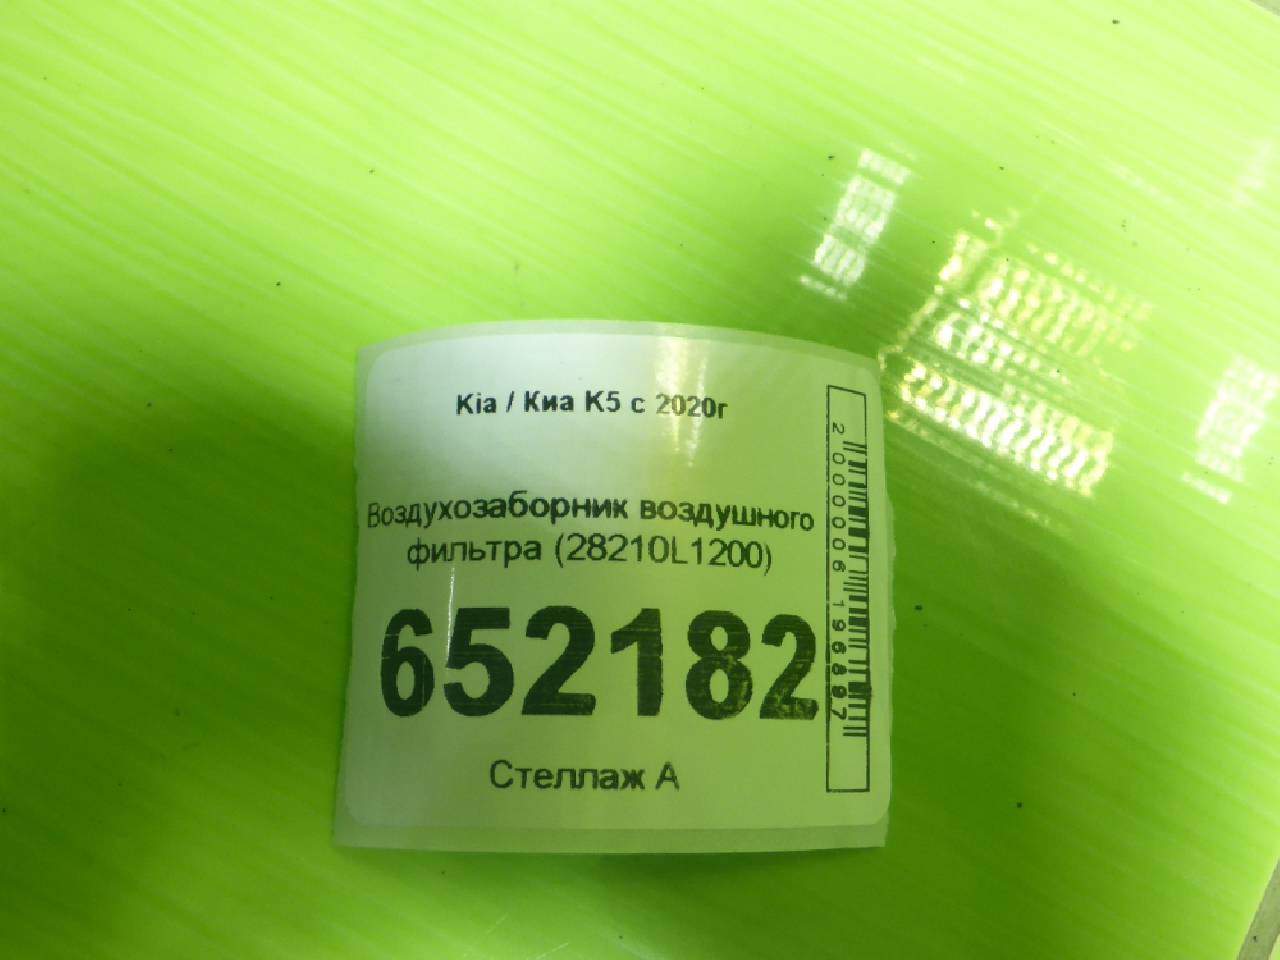 Kia / Киа K5 с 2020г
Воздухозаборник воздушного
фильтра (28210L1200)
652182
Стеллаж А
2000006196897